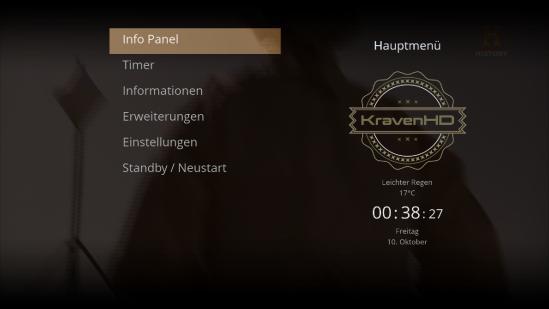 Info Panel
Timer
Informationen
Erweiterungen
Einstellungen
Standby / Neustart
Hauptmenü
HISTORY
KravenHD
Leichter Regen
17°C
00:38:27
Freitag
10. Oktober